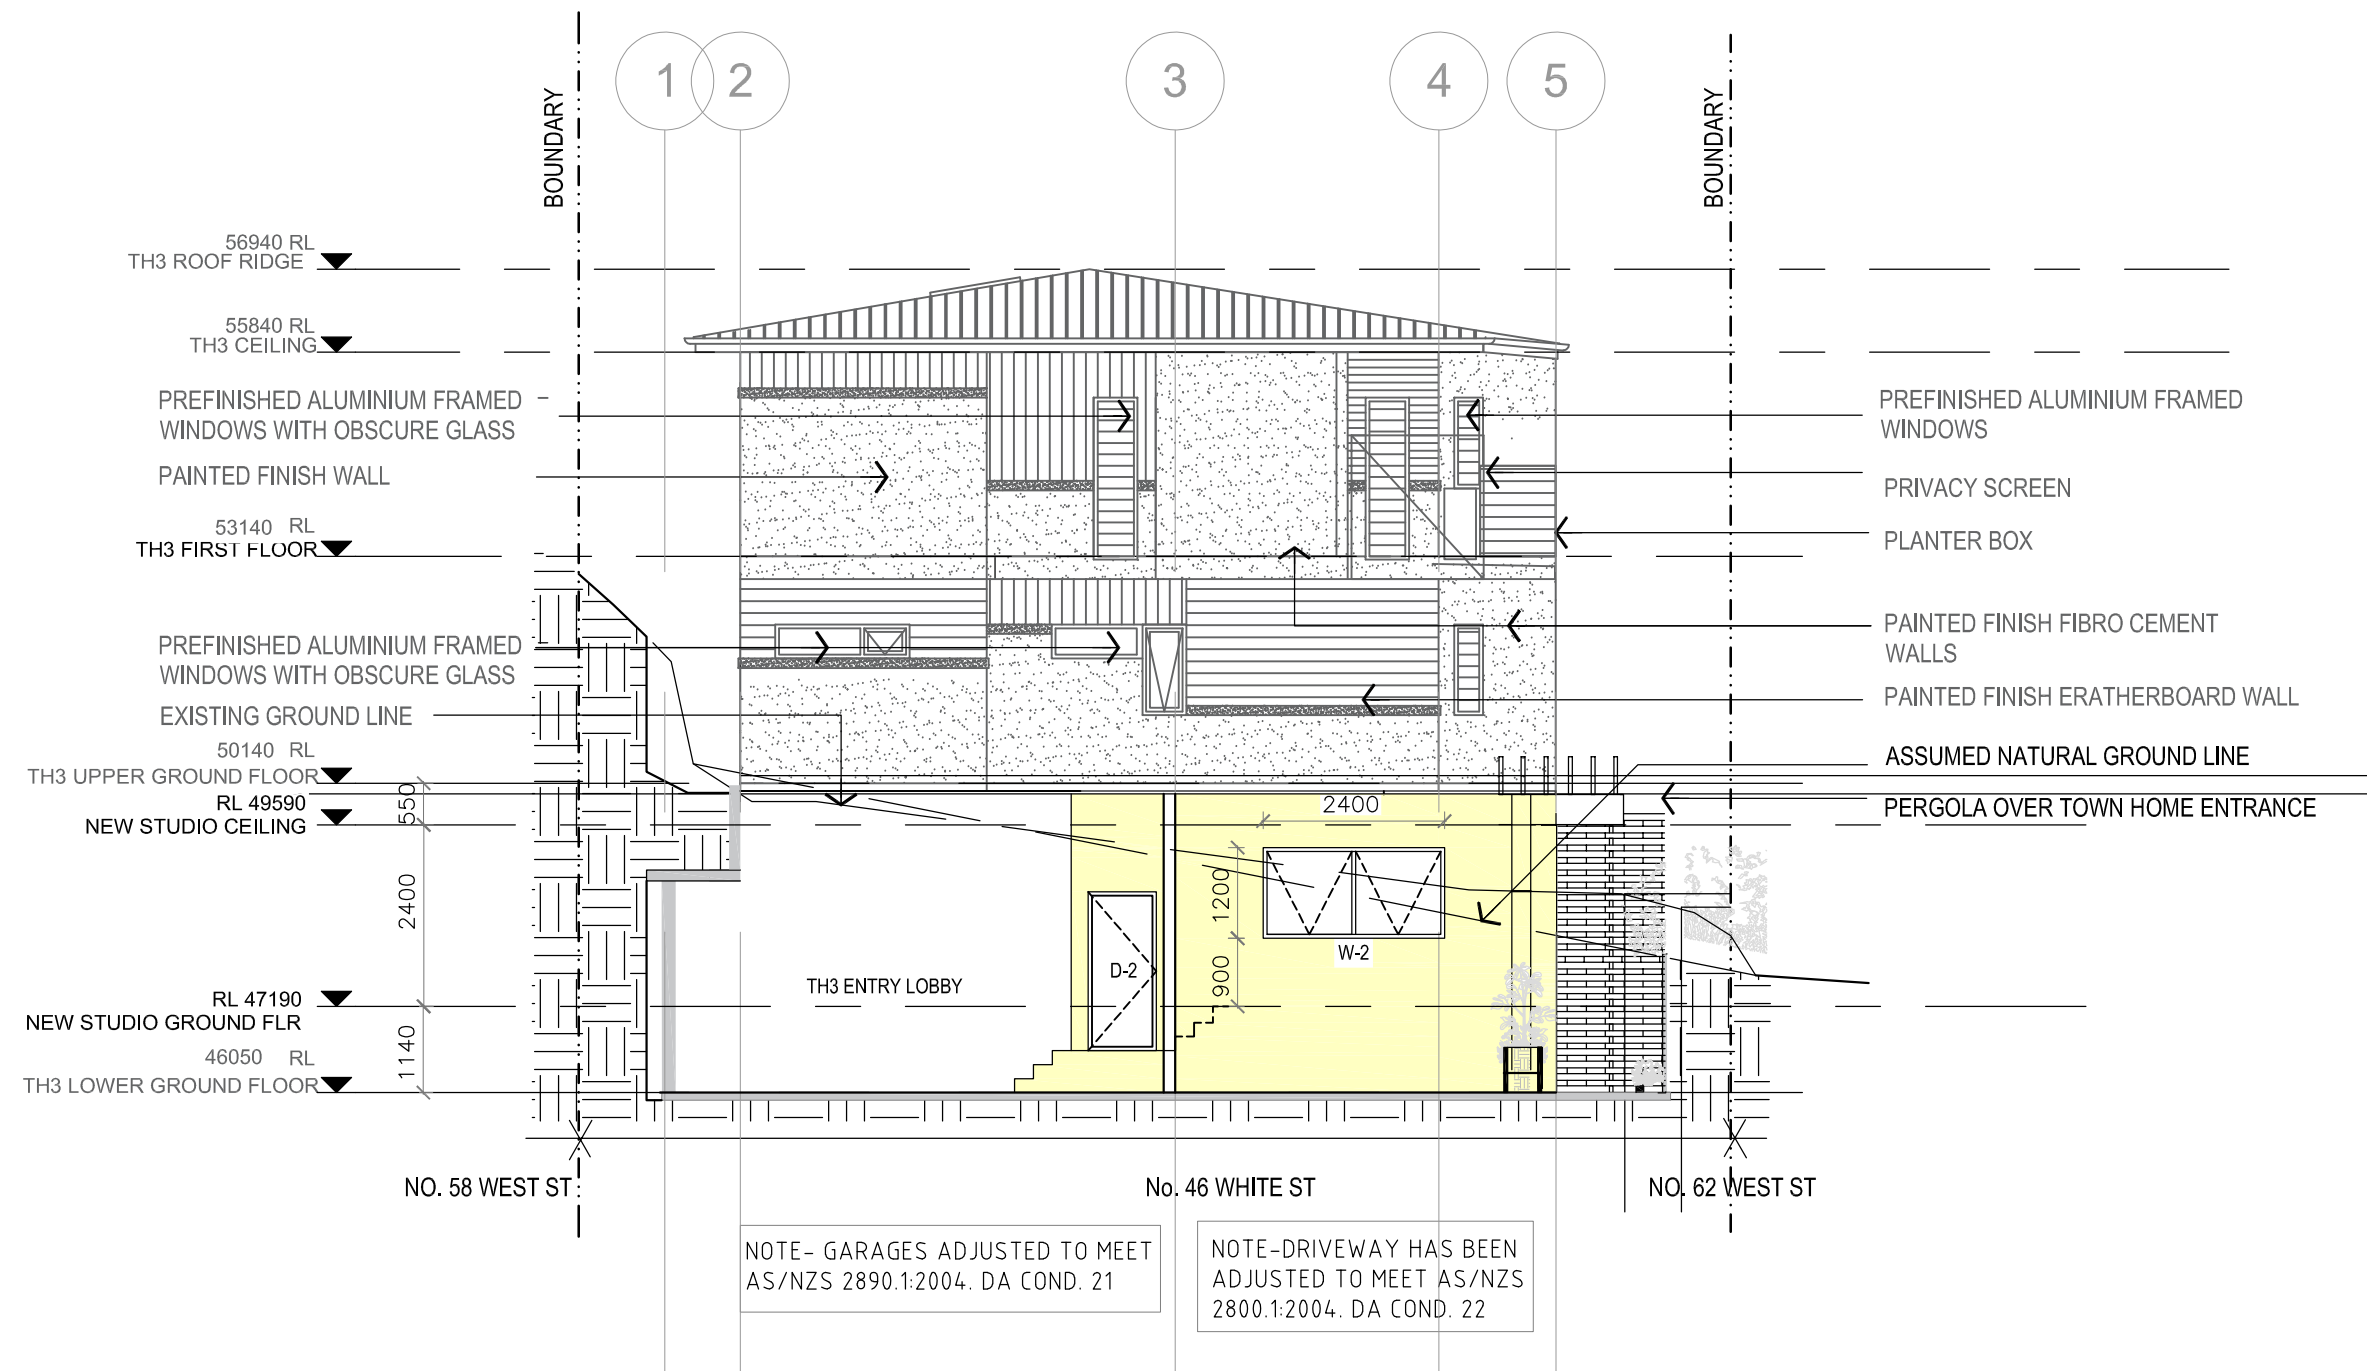 1
2
3
4
5
BOUNDARY
BOUNDARY
56940 RL
TH3 ROOF RIDGE
55840 RL
TH3 CEILING
PREFINISHED ALUMINIUM FRAMED
WINDOWS WITH OBSCURE GLASS
PAINTED FINISH WALL
53140 RL
TH3 FIRST FLOOR
PREFINISHED ALUMINIUM FRAMED
WINDOWS WITH OBSCURE GLASS
EXISTING GROUND LINE
50140 RL
TH3 UPPER GROUND FLOOR
RL 49590
NEW STUDIO CEILING
RL 47190
NEW STUDIO GROUND FLR
46050 RL
TH3 LOWER GROUND FLOOR
550
2400
1140
PREFINISHED ALUMINIUM FRAMED
WINDOWS
PRIVACY SCREEN
PLANTER BOX
PAINTED FINISH FIBRO CEMENT
WALLS
PAINTED FINISH ERATHERBOARD WALL
ASSUMED NATURAL GROUND LINE
PERGOLA OVER TOWN HOME ENTRANCE
2400
1200
900
W-2
D-2
TH3 ENTRY LOBBY
NO. 58 WEST ST
No. 46 WHITE ST
NO. 62 WEST ST
NOTE- GARAGES ADJUSTED TO MEET
AS/NZS 2890.1:2004. DA COND. 21
NOTE-DRIVEWAY HAS BEEN
ADJUSTED TO MEET AS/NZS
2800.1:2004. DA COND. 22